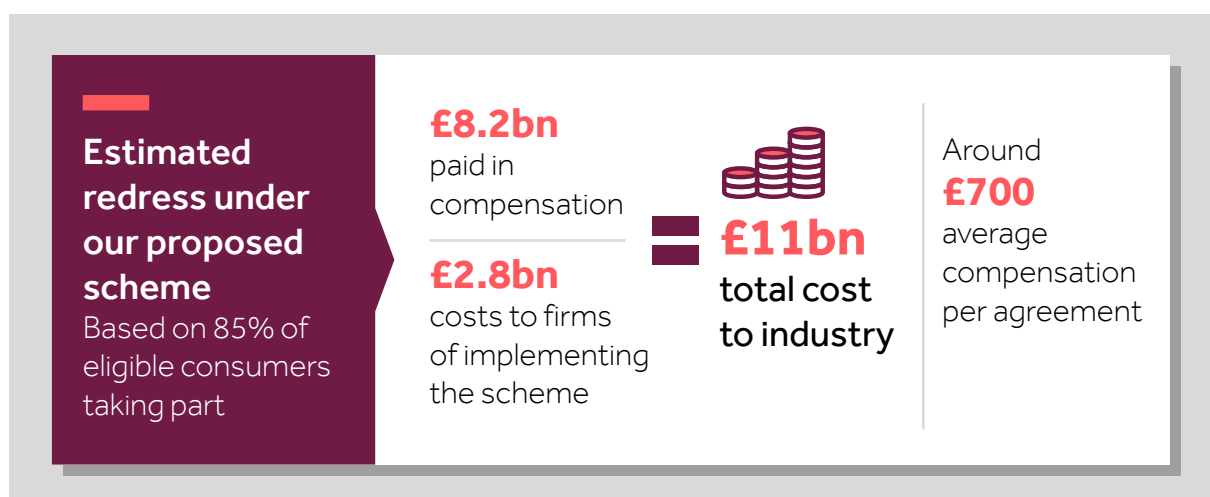 Estimated
redress under
our proposed
scheme
Based on 85% of
eligible consumers
taking part
£8.2bn
paid in
compensation
£2.8bn
costs to firms
of implementing
the scheme
=
£11bn
total cost
to industry
Around
£700
average
compensation
per agreement